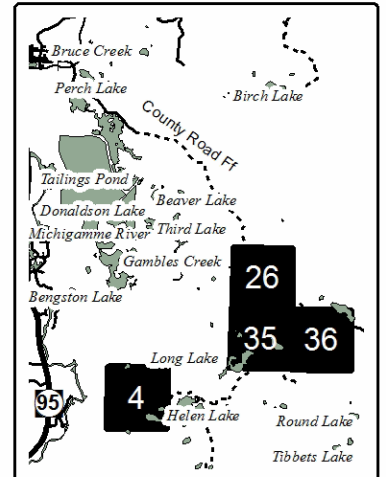 Bruce Creek
Perch Lake
Birch Lake
County Road Ff
Tailings Pond
Beaver Lake
Donaldson Lake
Michigamme River
Third Lake
Gambles Creek
26
Bengston Lake
35
36
Long Lake
4
95
Helen Lake
Round Lake
Tibbets Lake